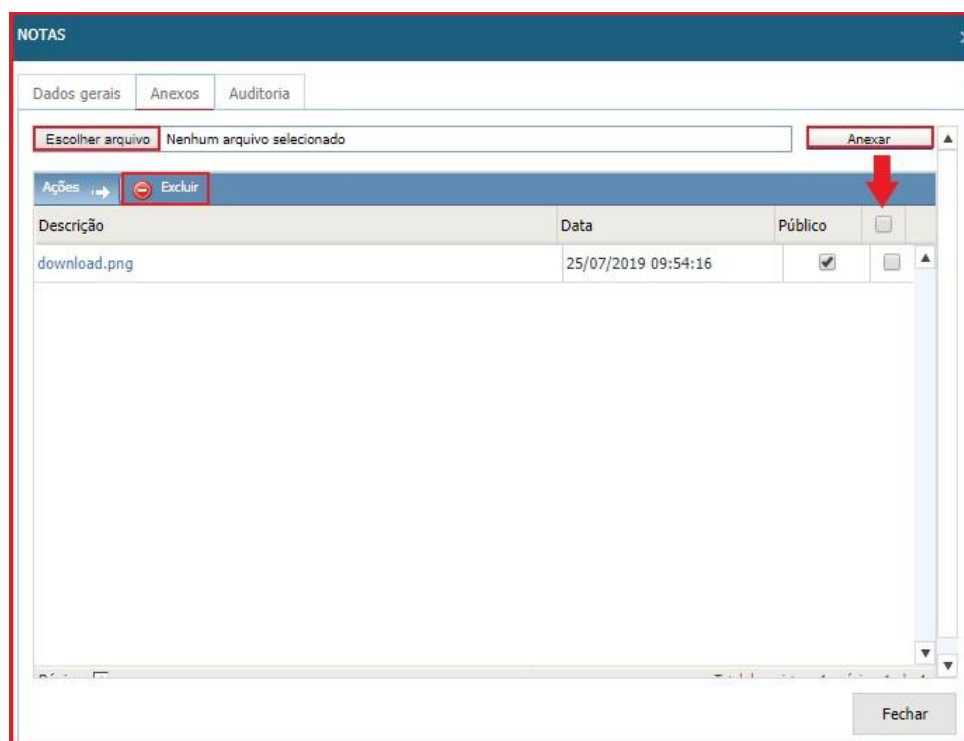 NOTAS
Dados gerais Anexos Auditoria
Escolher arquivo Nenhum arquivo selecionado Anexar
Ações Excluir
Descrição Data Público
download.png 25/07/2019 09:54:16
Fechar